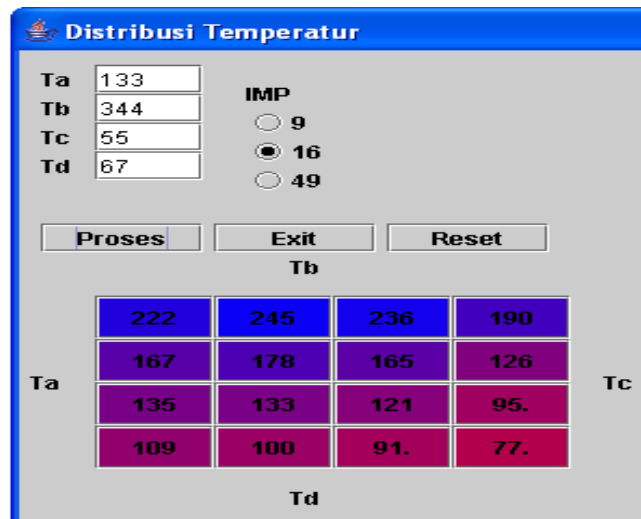 Distribusi Temperatur
Ta 133
Tb 344
Tc 55
Td 67
IMP
9
16
49
Proses Exit Reset
Tb
222 245 236 190
167 178 165 126
Ta Tc
135 133 121 95.
109 100 91. 77.
Td